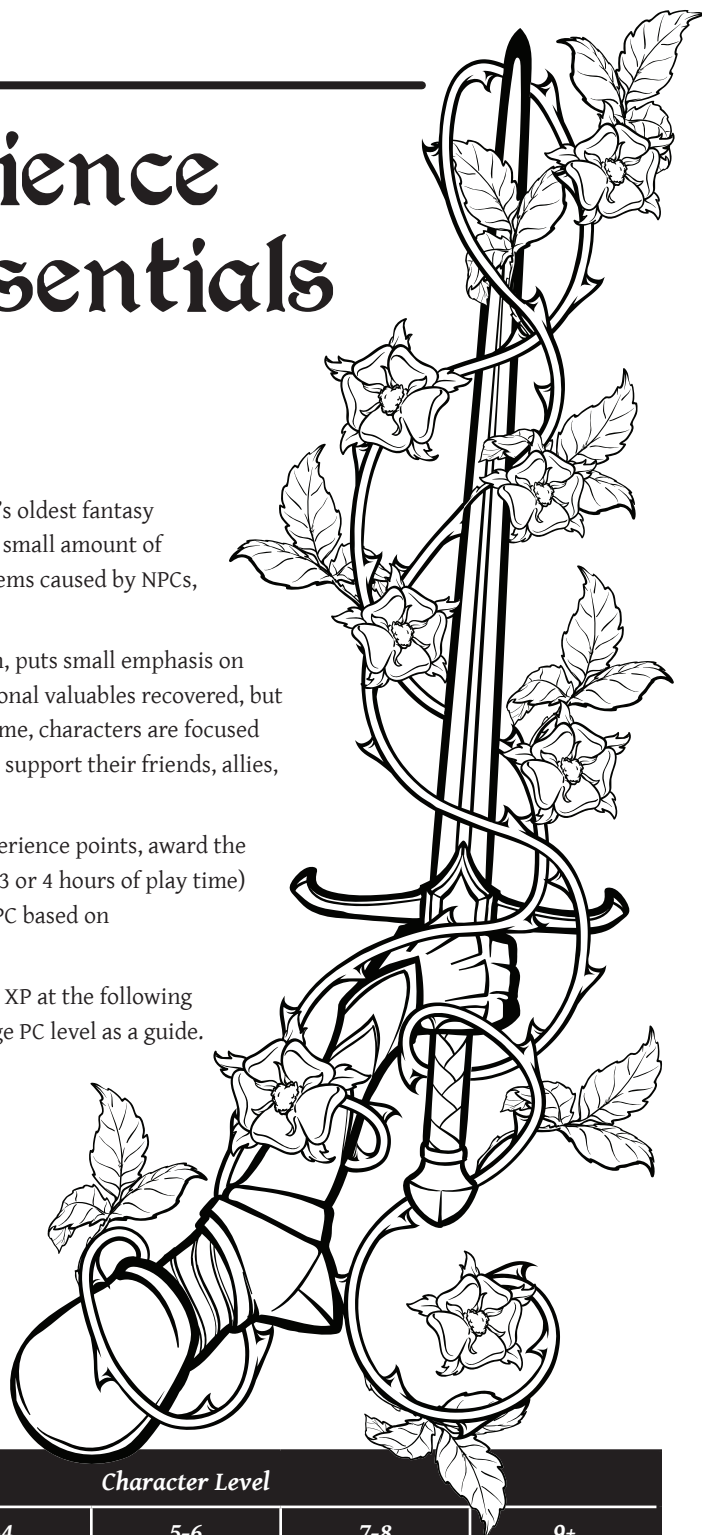 ience
sentials
's oldest fantasy
small amount of
ems caused by NPCs,
, puts small emphasis on
onal valuables recovered, but
me, characters are focused
support their friends, allies,
erience points, award the
3 or 4 hours of play time)
PC based on
XP at the following
ge PC level as a guide.
Character Level
4
5-6
7-8
9+